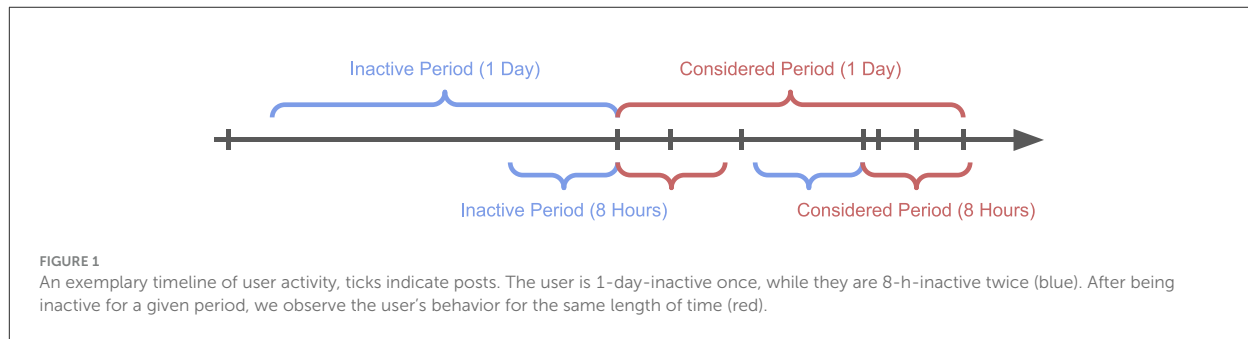 Inactive Period (1 Day)
Considered Period (1 Day)
Inactive Period (8 Hours)
Considered Period (8 Hours)
FIGURE 1
An exemplary timeline of user activity, ticks indicate posts. The user is 1-day-inactive once, while they are 8-h-inactive twice (blue). After being
inactive for a given period, we observe the user’s behavior for the same length of time (red).